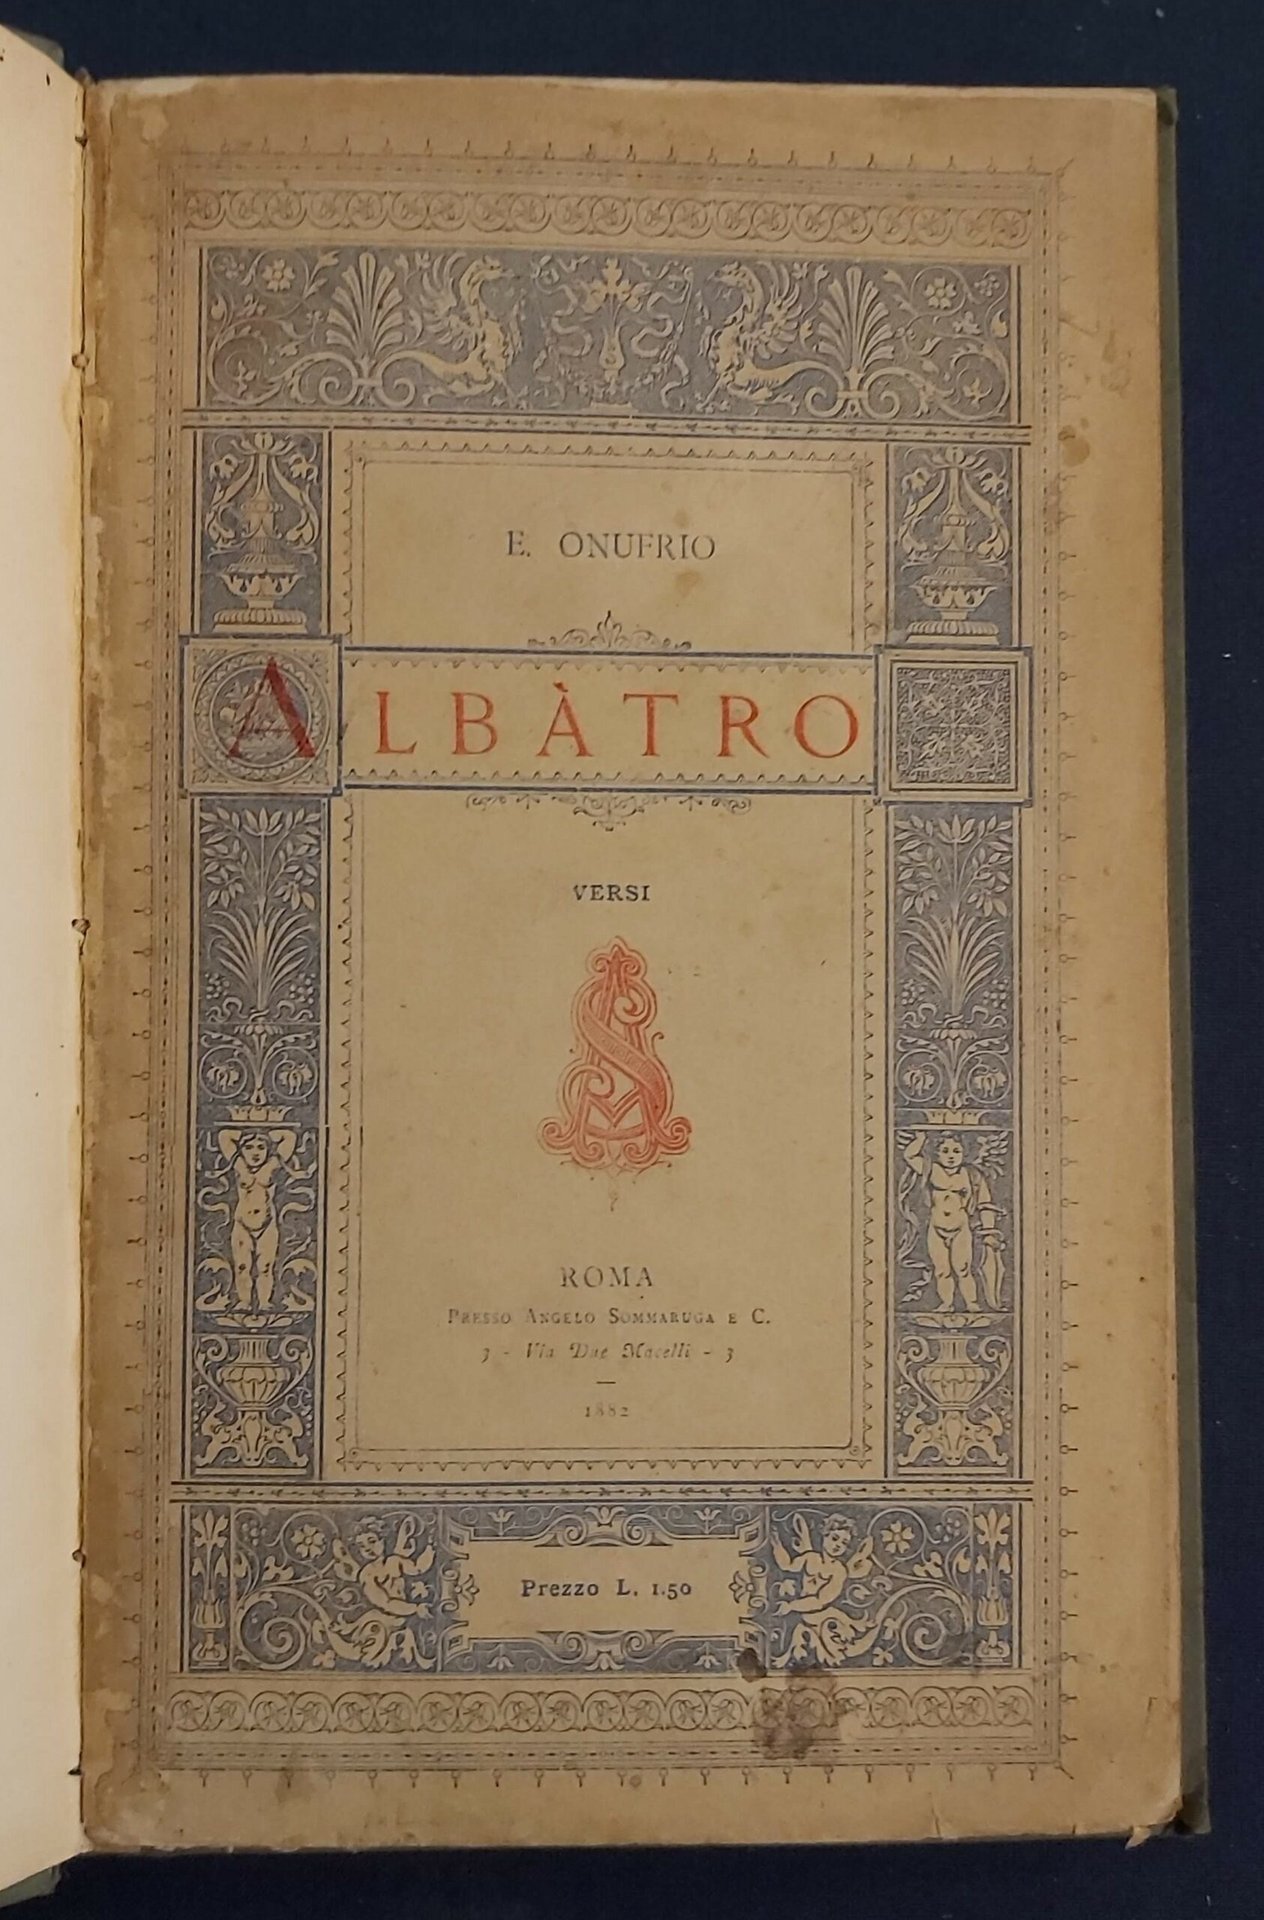 E. ONUFRIO
ALBÀTRO
VERSI
ROMA
PRESSO ANGELO SOMMARUGA E C.
3 - Via Due Macelli - 3
1882
Prezzo L. 1.50